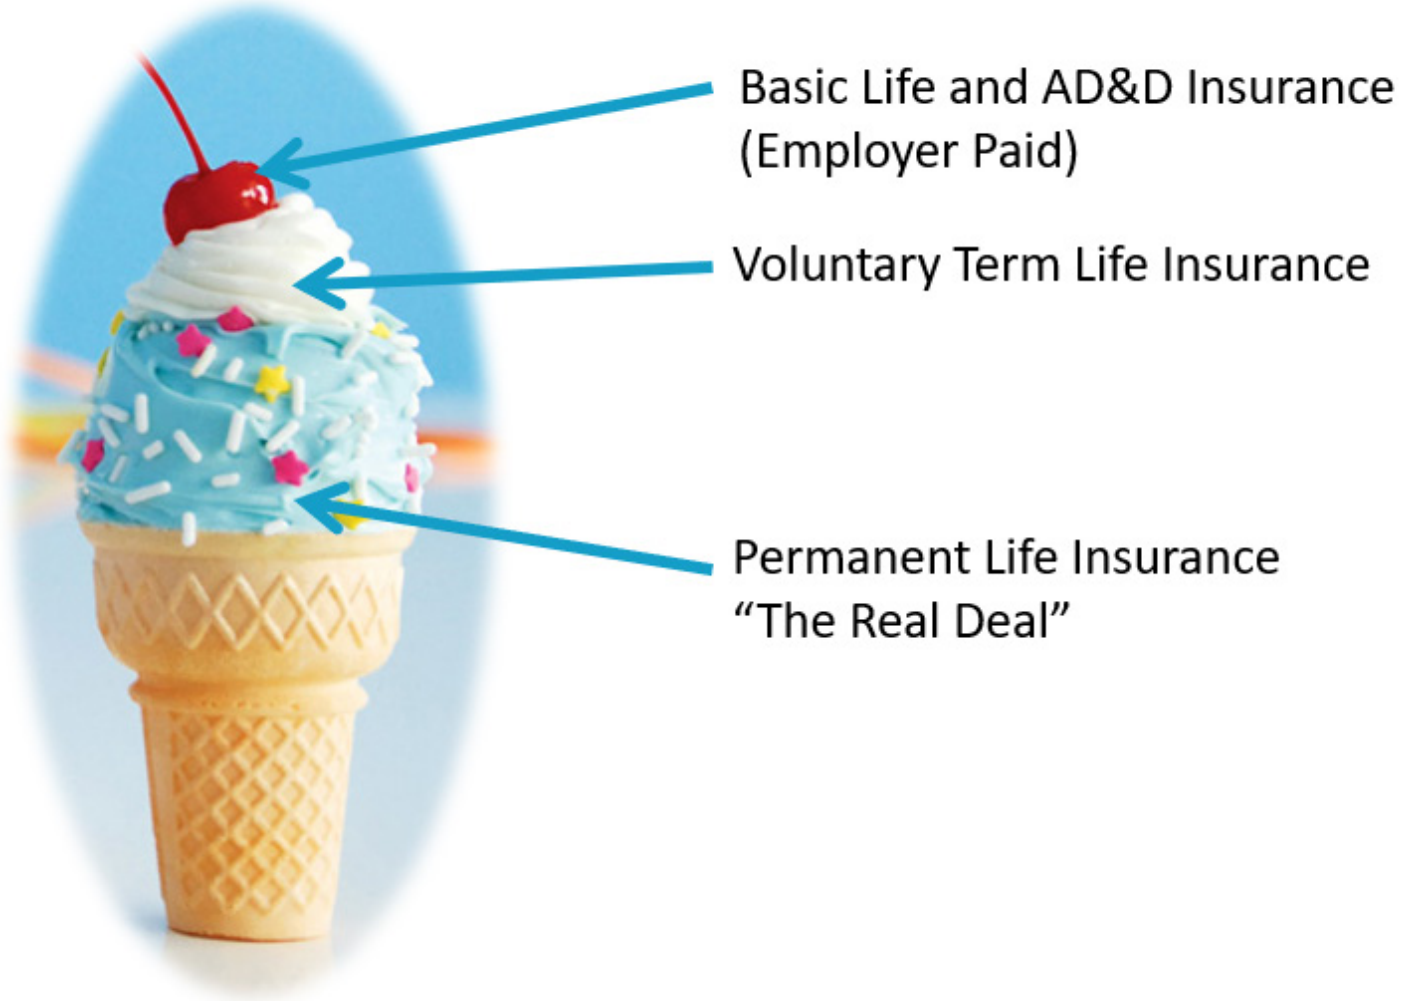 Basic Life and AD&D Insurance
(Employer Paid)
Voluntary Term Life Insurance
Permanent Life Insurance
“The Real Deal”